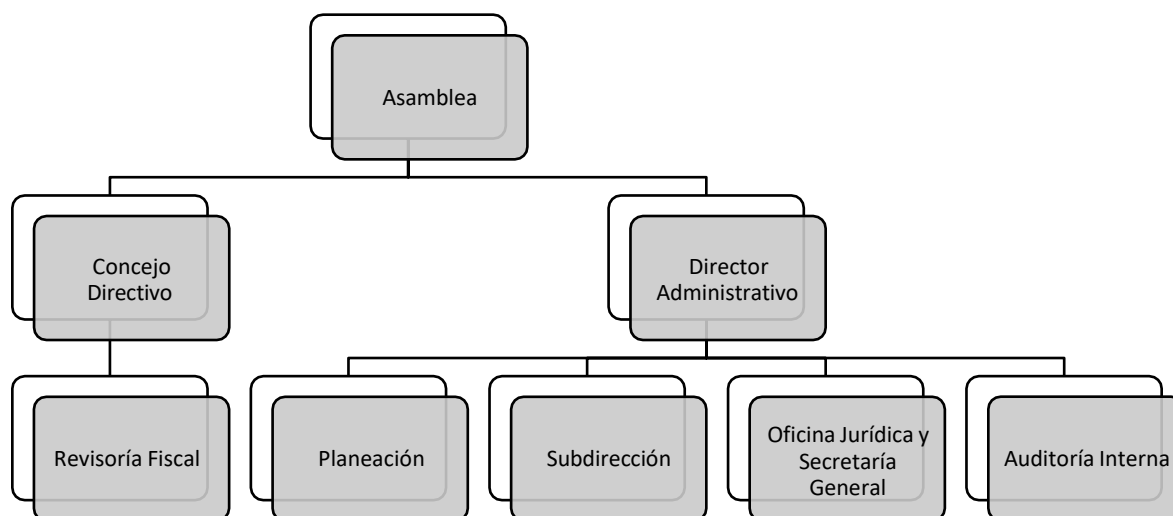 Asamblea
Concejo
Directivo
Director
Administrativo
Revisoría Fiscal
Planeación
Subdirección
Oficina Jurídica y
Secretaría
General
Auditoría Interna